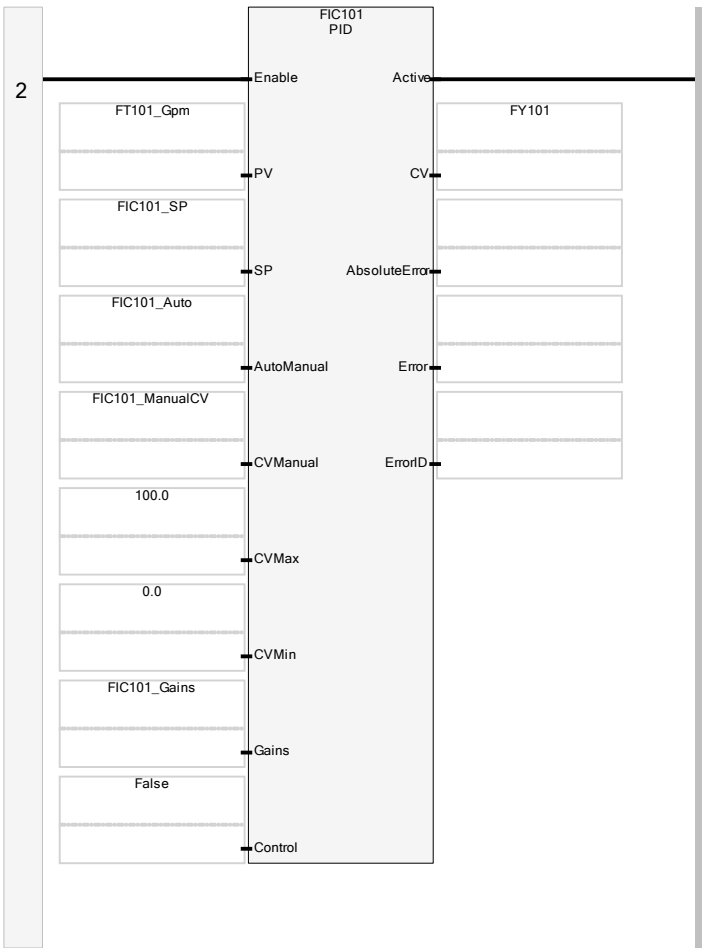 FIC101
PID
2
Enable Active
FT101_Gpm FY101
PV CV
FIC101_SP
SP AbsoluteError
FIC101_Auto
AutoManual Error
FIC101_ManualCV
CVManual ErrorID
100.0
CVMax
0.0
CVMin
FIC101_Gains
Gains
False
Control